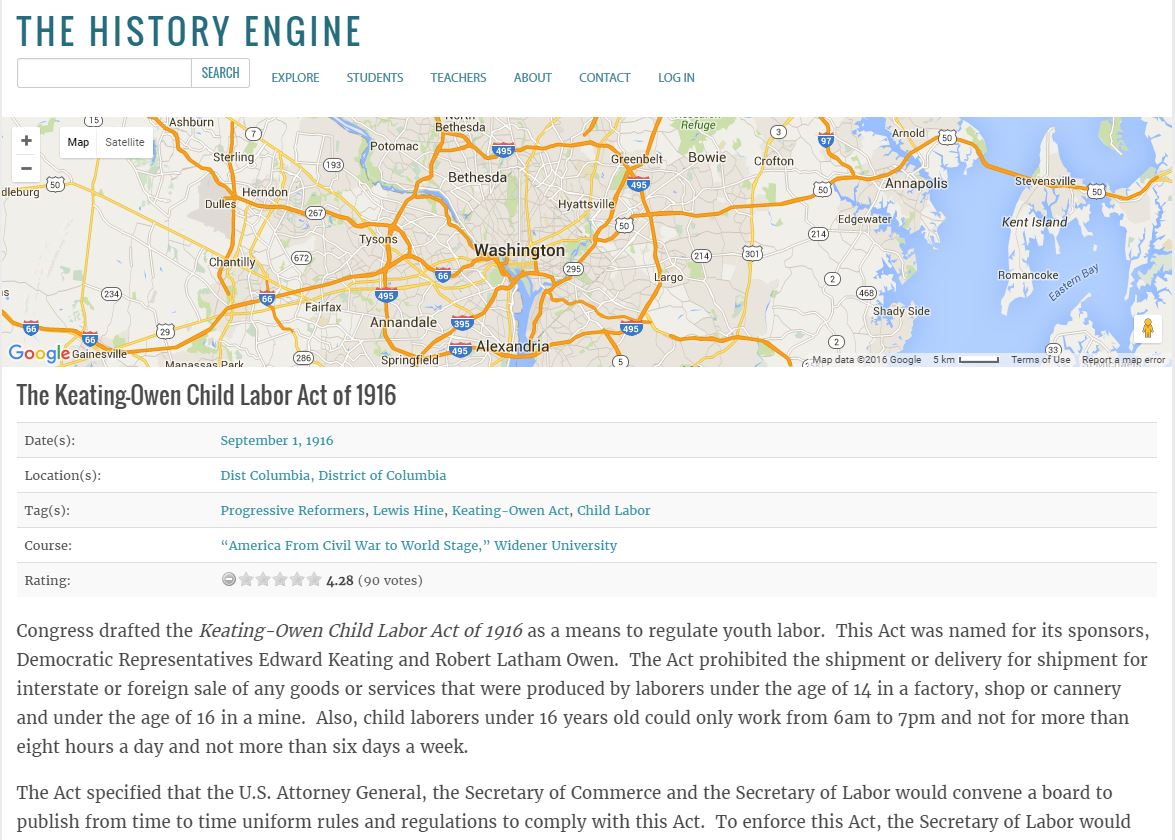 THE HISTORY ENGINE
SEARCH
EXPLORE STUDENTS TEACHERS ABOUT CONTACT LOG IN
15 Ashburn 7 Potomac North Bethesda 495 Refuge 3 97 Arnold 50
+ Map Satellite
Sterling 193 Bethesda Greenbelt Bowie Crofton
− dleburg 50 Herndon 495 50 Annapolis Stevensville 50
Dulles 267 Hyattsville 50 Edgewater Kent Island
Tysons Washington 214
Chantilly 672 66 295 214 301
66 495 Largo 2 Romancoke Eastern Bay
234 Fairfax 468
Annandale 395 495 Shady Side
66 66 29 Alexandria
Google Gainesville 286 Springfield 495 5 2 33
Manassas Park
Map data ©2016 Google 5 km Terms of Use Report a map error
The Keating-Owen Child Labor Act of 1916
Date(s): September 1, 1916
Location(s): Dist Columbia, District of Columbia
Tag(s): Progressive Reformers, Lewis Hine, Keating-Owen Act, Child Labor
Course: “America From Civil War to World Stage,” Widener University
Rating: 4.28 (90 votes)
Congress drafted the Keating-Owen Child Labor Act of 1916 as a means to regulate youth labor. This Act was named for its sponsors,
Democratic Representatives Edward Keating and Robert Latham Owen. The Act prohibited the shipment or delivery for shipment for
interstate or foreign sale of any goods or services that were produced by laborers under the age of 14 in a factory, shop or cannery
and under the age of 16 in a mine. Also, child laborers under 16 years old could only work from 6am to 7pm and not for more than
eight hours a day and not more than six days a week.
The Act specified that the U.S. Attorney General, the Secretary of Commerce and the Secretary of Labor would convene a board to
publish from time to time uniform rules and regulations to comply with this Act. To enforce this Act, the Secretary of Labor would